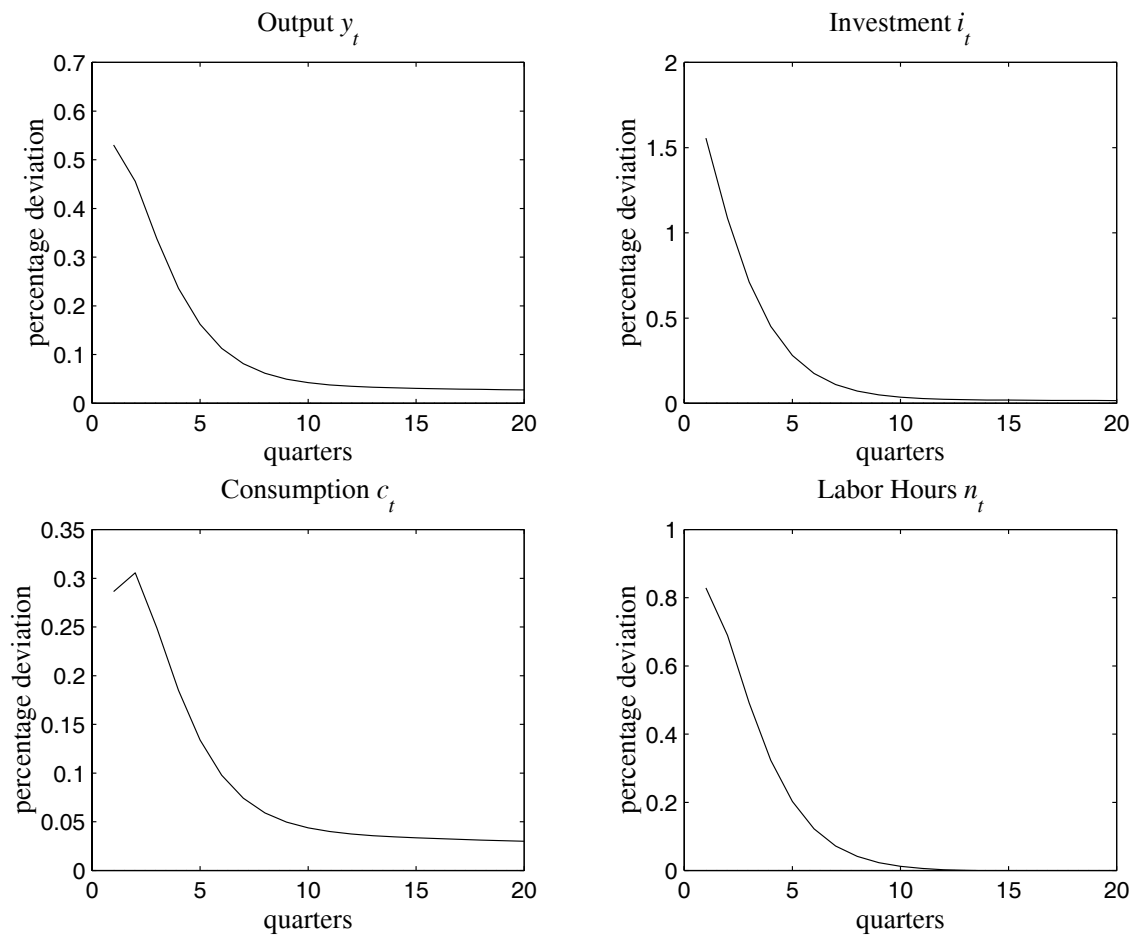 Output y_t
percentage deviation
0.7
0.6
0.5
0.4
0.3
0.2
0.1
0
0 5 10 15 20
quarters
Investment i_t
percentage deviation
2
1.5
1
0.5
0
0 5 10 15 20
quarters
Consumption c_t
percentage deviation
0.35
0.3
0.25
0.2
0.15
0.1
0.05
0
0 5 10 15 20
quarters
Labor Hours n_t
percentage deviation
1
0.8
0.6
0.4
0.2
0
0 5 10 15 20
quarters